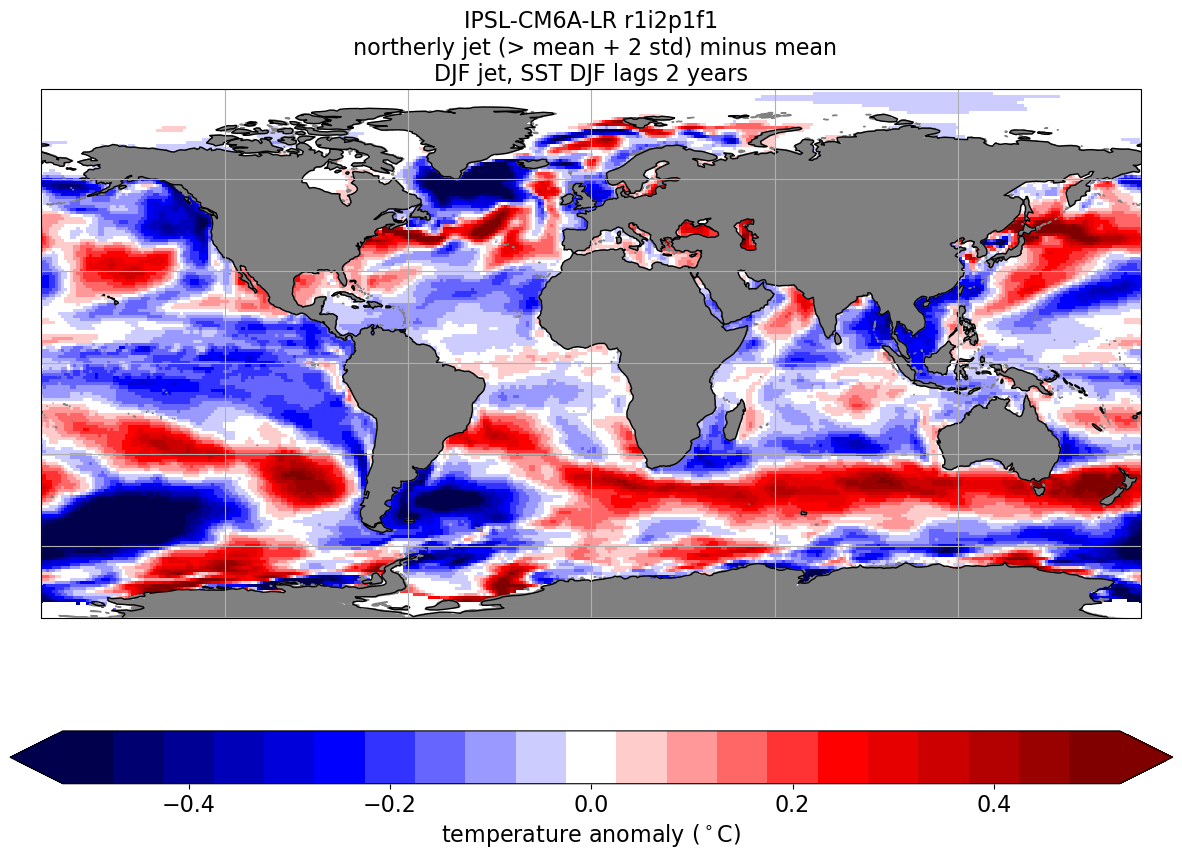 IPSL-CM6A-LR r1i2p1f1
northerly jet (> mean + 2 std) minus mean
DJF jet, SST DJF lags 2 years
−0.4 −0.2 0.0 0.2 0.4
temperature anomaly (°C)